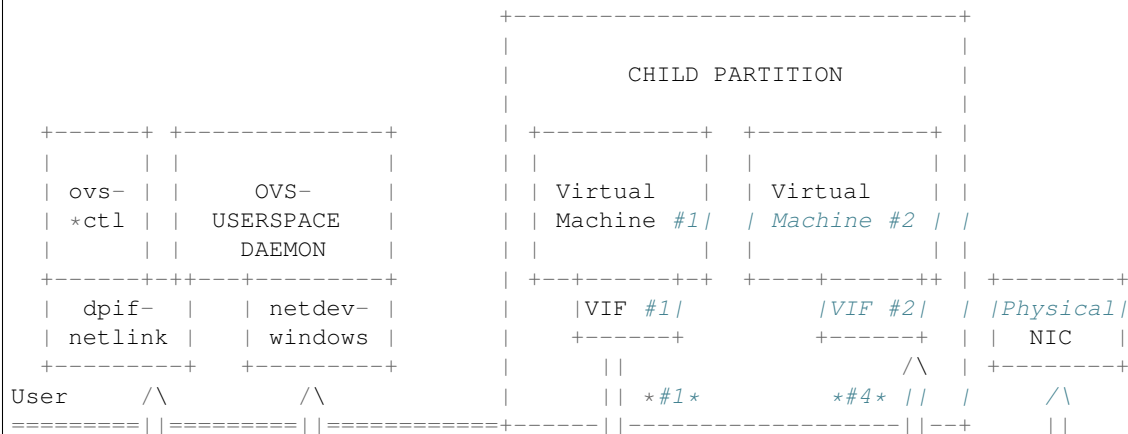 +-------------------------------+
                                           |                               |
                                           |        CHILD PARTITION        |
                                           |                               |
  +------+ +--------------+                | +-----------+  +------------+ |
  |      | |              |                | |           |  |            | |
  | ovs- | |     OVS-     |                | | Virtual   |  | Virtual    | |
  | *ctl | |  USERSPACE   |                | | Machine #1|  | Machine #2 | |
  |      | |    DAEMON    |                | |           |  |            | |
  +------+-++---+---------+                | +--+------+-+  +----+------++ |  +--------+
  |  dpif-  |   | netdev- |                |    |VIF #1|         |VIF #2|  |  |Physical|
  | netlink |   | windows |                |    +------+         +------+  |  |  NIC   |
  +---------+   +---------+                |      ||                   /\  |  +--------+
User     /\         /\                     |      || *#1*         *#4* ||  |      /\
=========||=========||============+------||-------------------||--+      ||